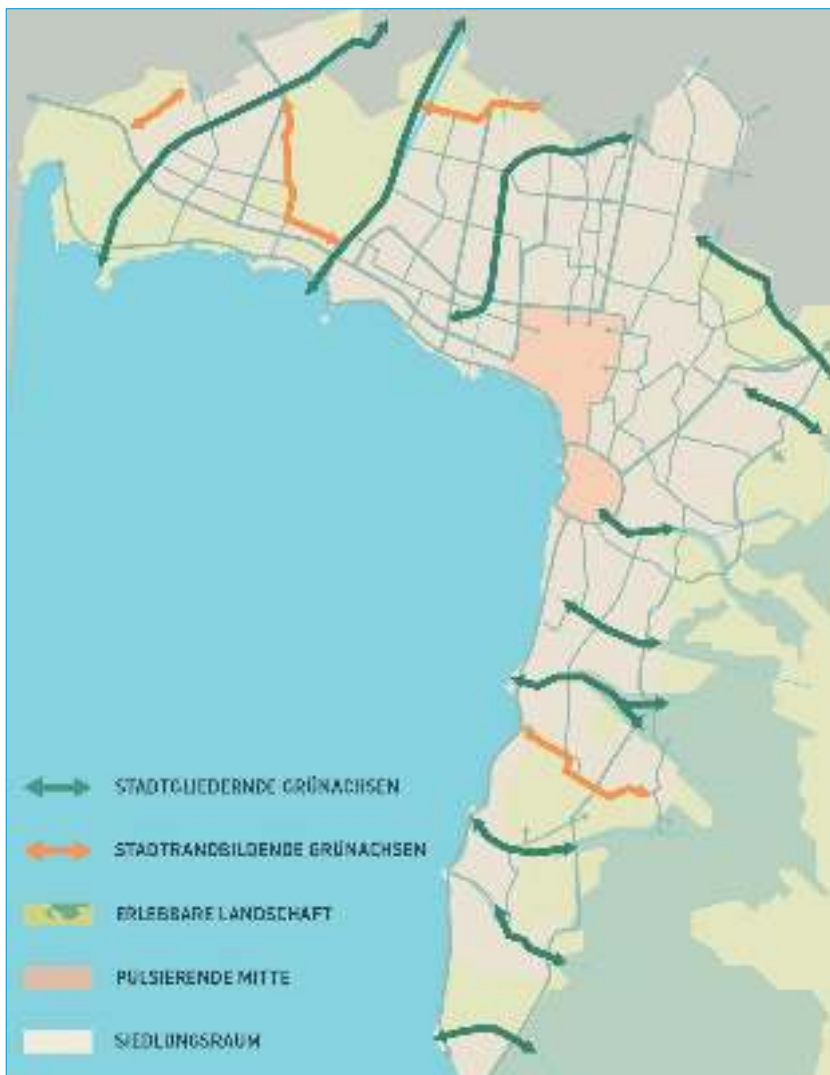 STADTGLIEDERNDE GRÜNACHSEN
STADTRANDBILDENDE GRÜNACHSEN
ERLEBBARE LANDSCHAFT
PULSIERENDE MITTE
SIEDLUNGSRAUM